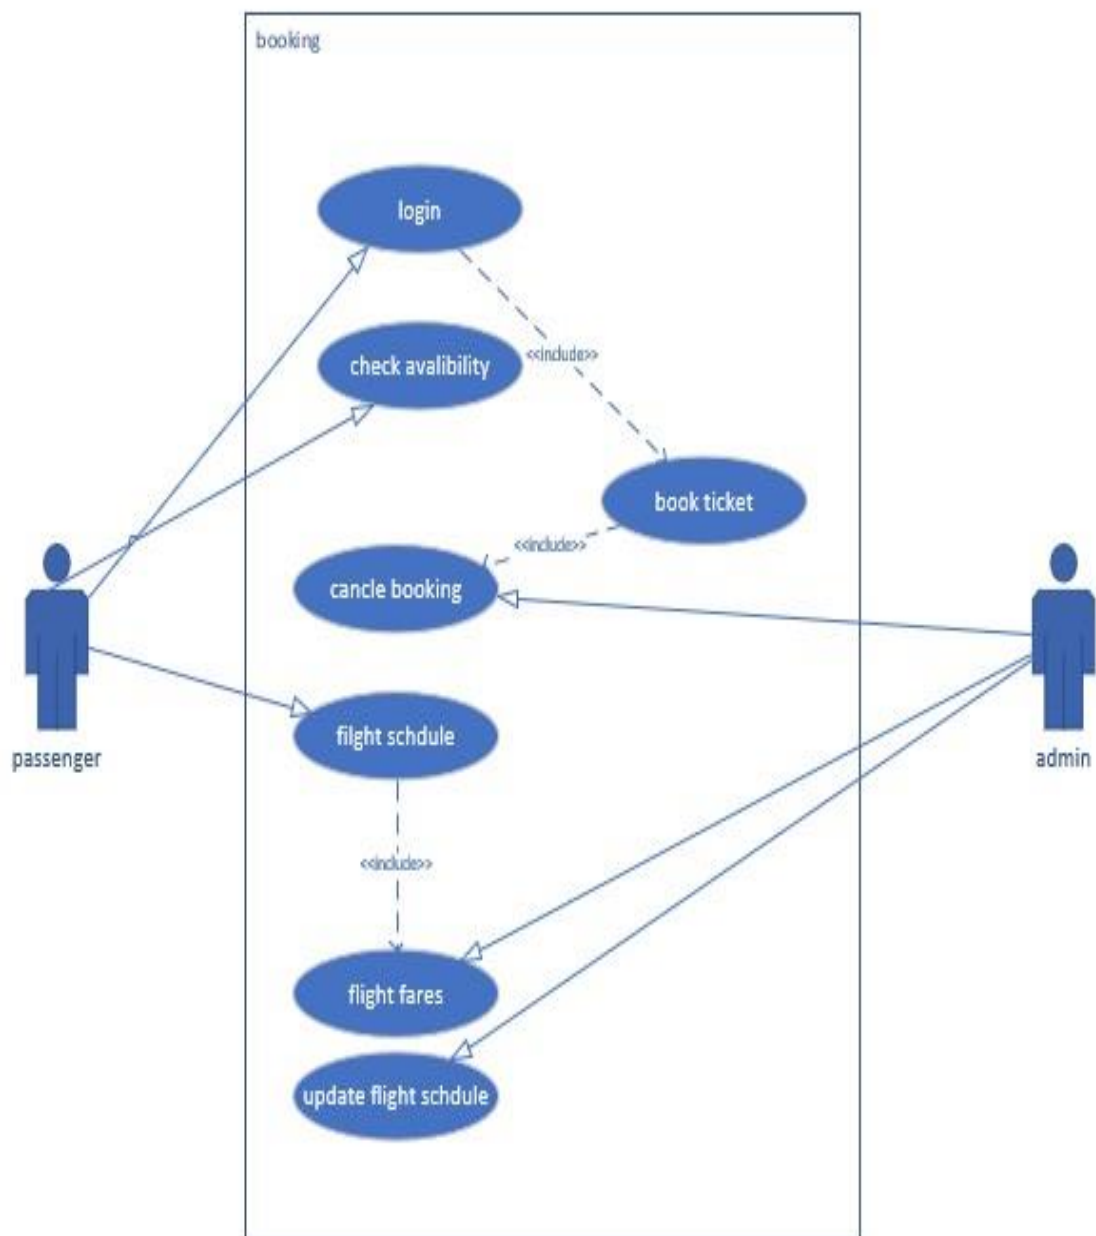 booking
login
check avalibility
<<include>>
book ticket
<<include>>
cancle booking
filght schdule
passenger
admin
<<include>>
flight fares
update flight schdule